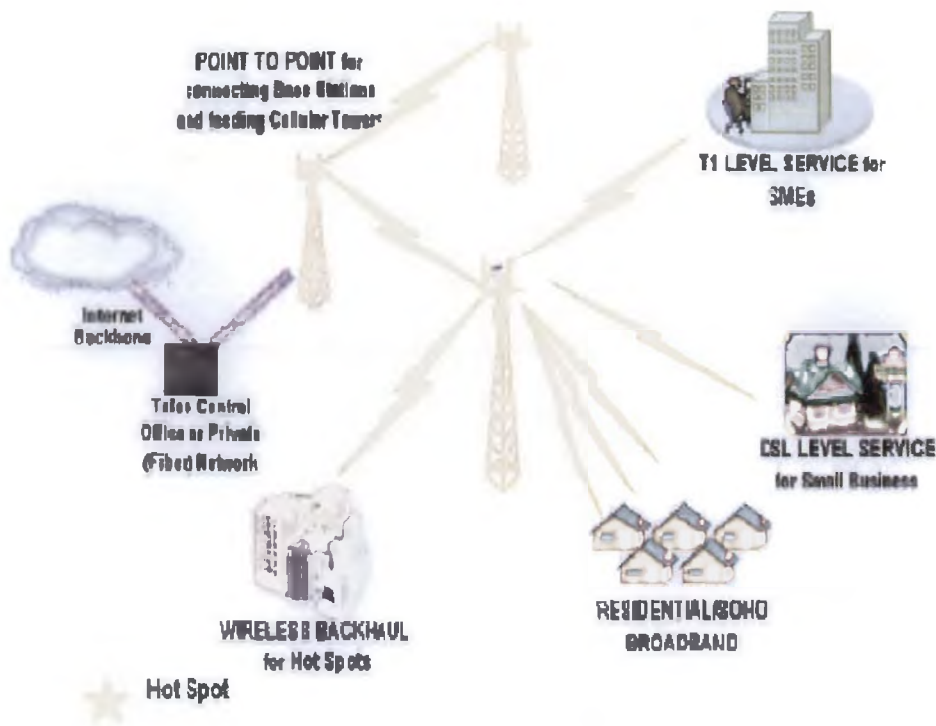 POINT TO POINT for
connecting Base Stations
and feeding Cellular Towers
T1 LEVEL SERVICE for
SMEs
Internet
Backbone
Telco Central
Office or Private
(Fiber) Network
DSL LEVEL SERVICE
for Small Business
RESIDENTIAL/SOHO
BROADBAND
WIRELESS BACKHAUL
for Hot Spots
Hot Spot